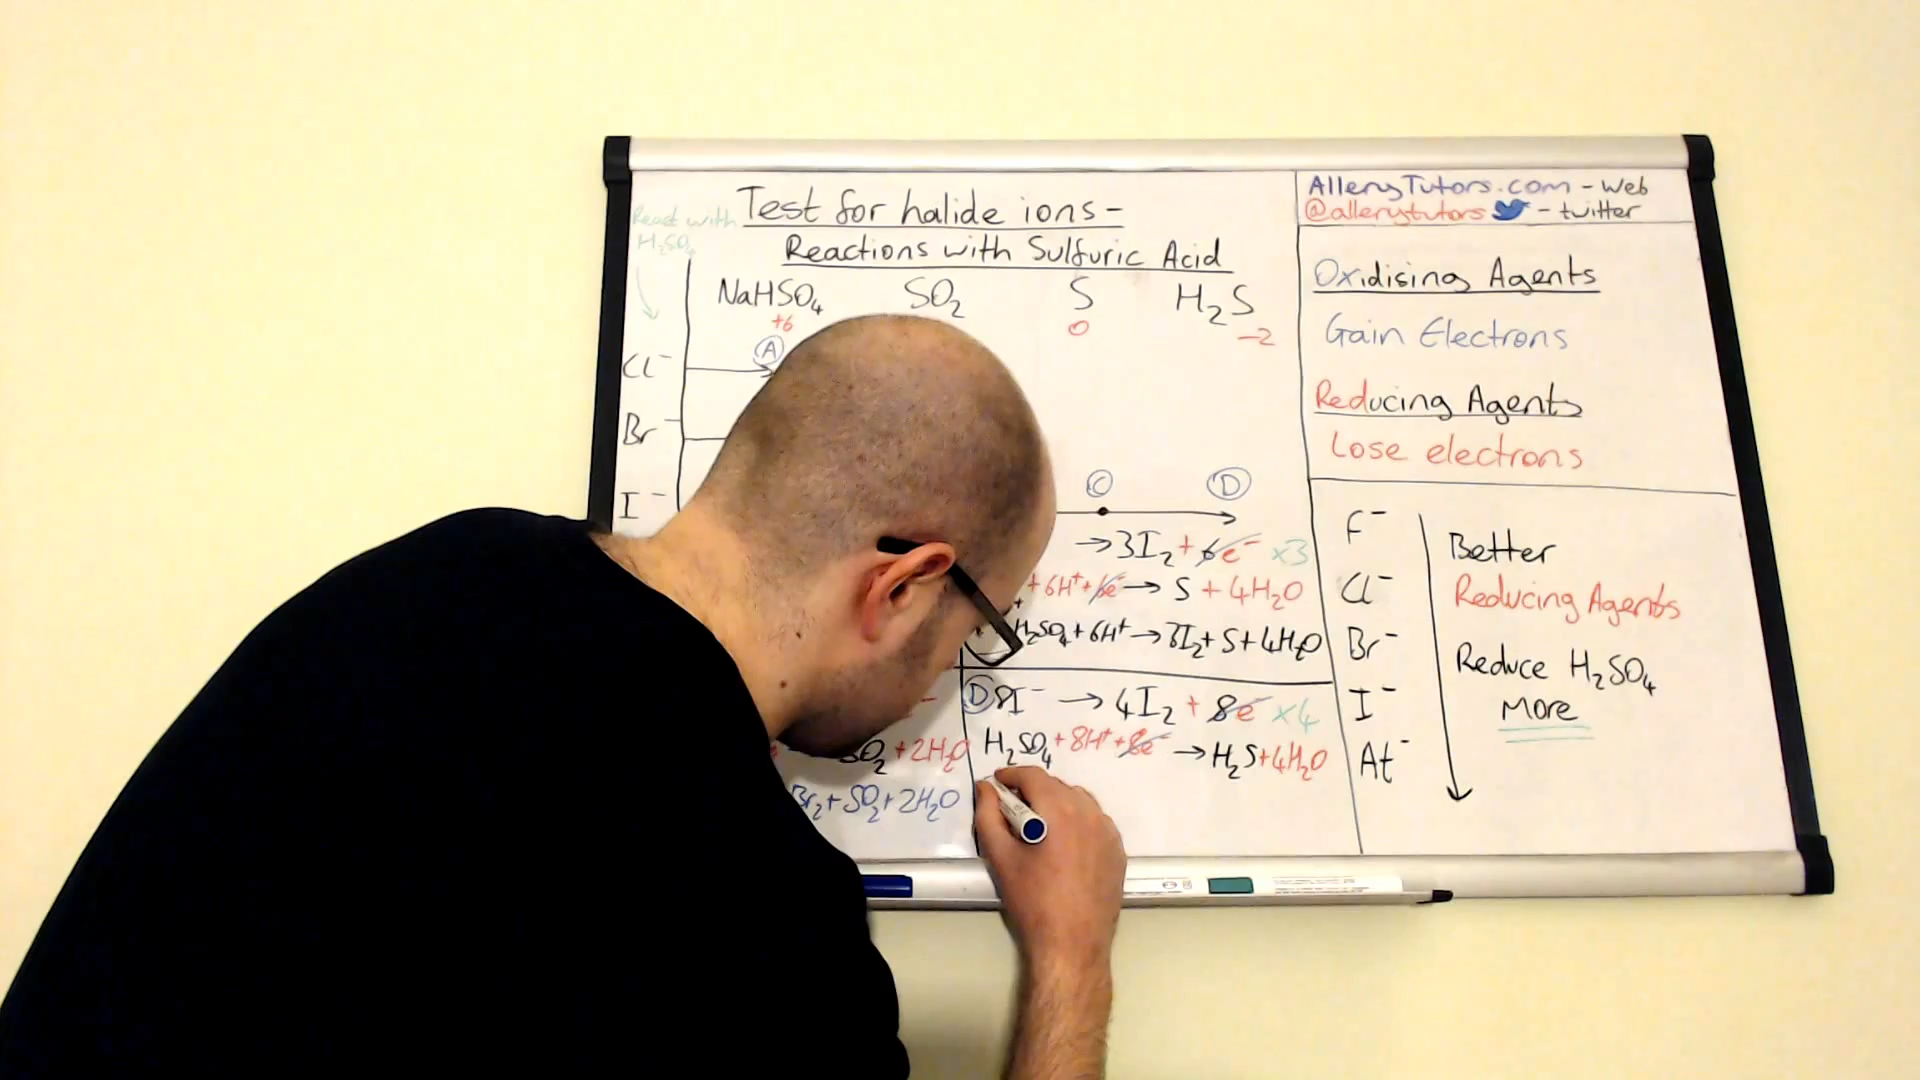 Test for halide ions-
Reactions with Sulfuric Acid
React with
H₂SO₄
NaHSO₄ SO₂ S H₂S
+6 0 -2
A
Cl⁻
Br⁻
I⁻
C D
→3I₂+6e⁻ x3
+6H⁺+6e⁻→ S + 4H₂O
H₂SO₄+6H⁺→3I₂+S+4H₂O
D 8I⁻ → 4I₂ + 8e⁻ x4
H₂SO₄+8H⁺+8e⁻ →H₂S+4H₂O
SO₂+2H₂O
Br₂+SO₂+2H₂O
AlleryTutors.com - Web
@allerytutors - twitter
Oxidising Agents
Gain Electrons
Reducing Agents
Lose electrons
F⁻
Cl⁻
Br⁻
I⁻
At⁻
Better
Reducing Agents
Reduce H₂SO₄
More